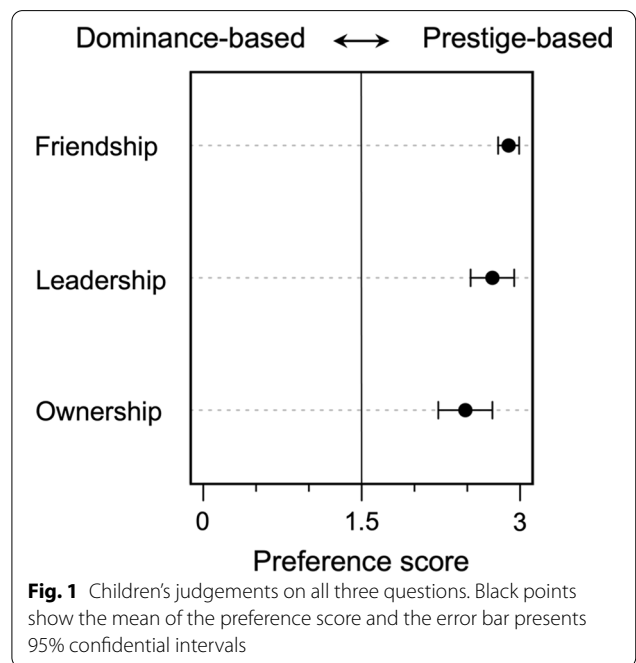 Dominance-based ↔ Prestige-based
Friendship
Leadership
Ownership
0 1.5 3
Preference score
Fig. 1 Children's judgements on all three questions. Black points
show the mean of the preference score and the error bar presents
95% confidential intervals